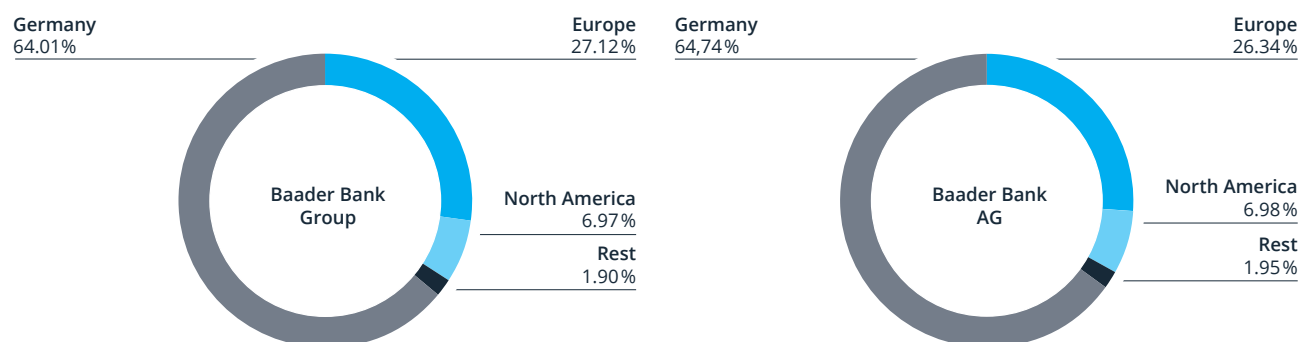 Germany
64.01%
Europe
27.12%
Baader Bank
Group
North America
6.97%
Rest
1.90%
Germany
64,74%
Europe
26.34%
Baader Bank
AG
North America
6.98%
Rest
1.95%